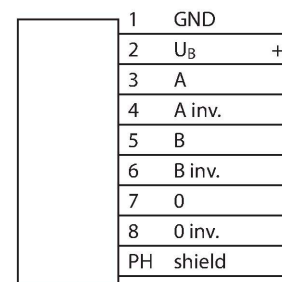 1 GND
2 U_B +
3 A
4 A inv.
5 B
6 B inv.
7 0
8 0 inv.
PH shield